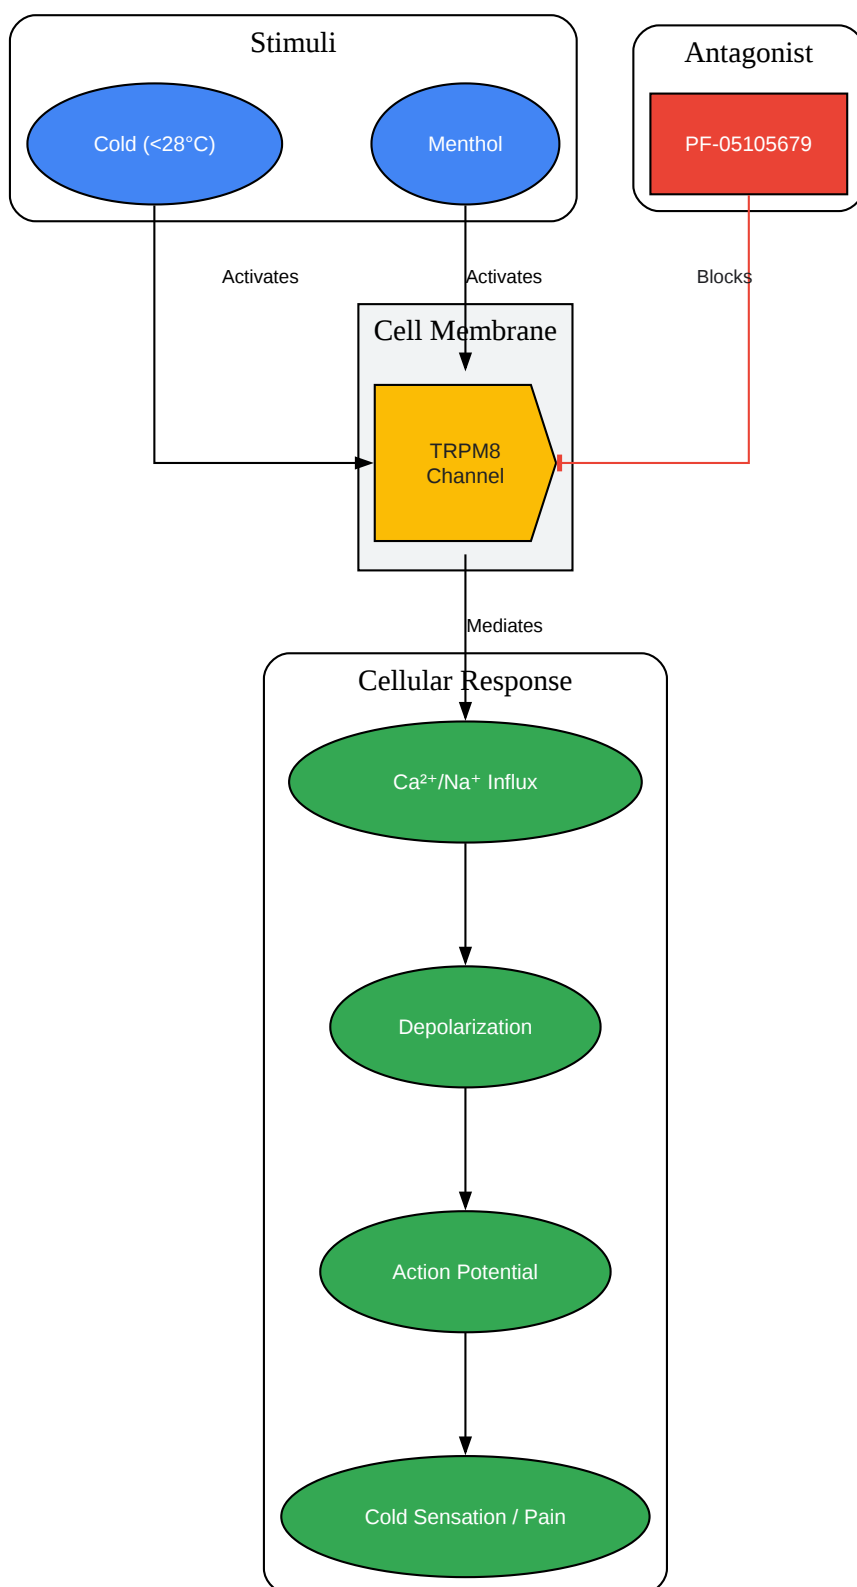 Stimuli
Antagonist
Cold (<28°C)
Menthol
PF-05105679
Activates
Activates
Blocks
Cell Membrane
TRPM8
Channel
Mediates
Cellular Response
Ca²⁺/Na⁺ Influx
Depolarization
Action Potential
Cold Sensation / Pain